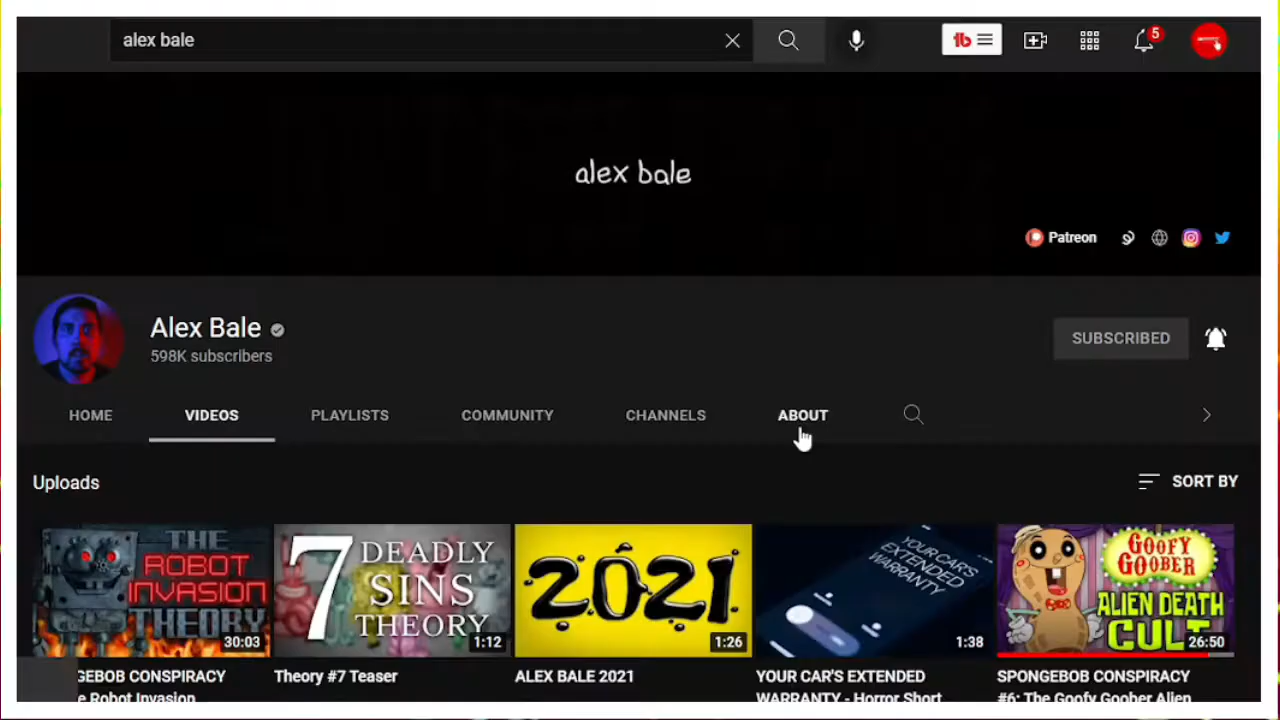 alex bale
5
alex bale
Patreon
Alex Bale
598K subscribers
SUBSCRIBED
HOME
VIDEOS
PLAYLISTS
COMMUNITY
CHANNELS
ABOUT
Uploads
SORT BY
THE
ROBOT
INVASION
THEORY
30:03
7 DEADLY
SINS
THEORY
1:12
2021
1:26
YOUR CAR'S
EXTENDED
WARRANTY
1:38
GOOFY
GOOBER
ALIEN DEATH
CULT
26:50
GEBOB CONSPIRACY
e Robot Invasion
Theory #7 Teaser
ALEX BALE 2021
YOUR CAR'S EXTENDED
WARRANTY - Horror Short
SPONGEBOB CONSPIRACY
#6: The Goofy Goober Alien